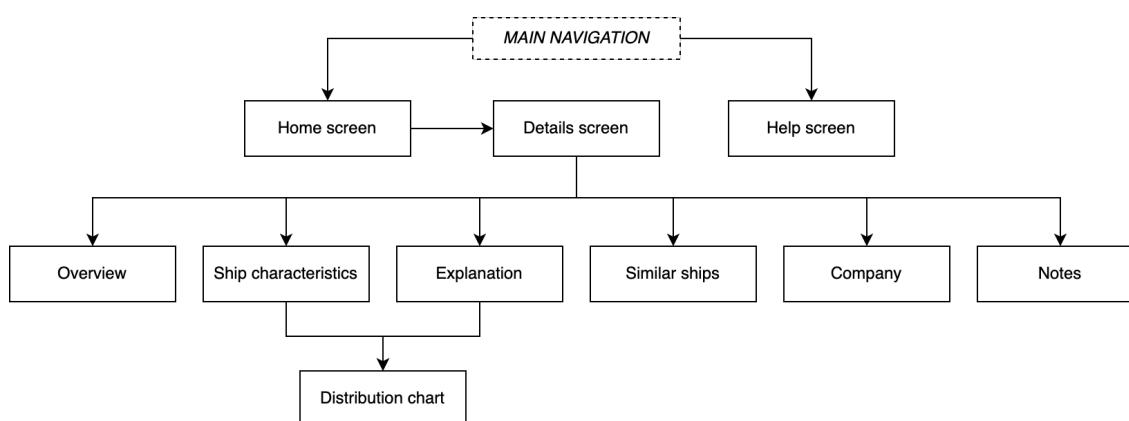 MAIN NAVIGATION
Home screen
Details screen
Help screen
Overview
Ship characteristics
Explanation
Similar ships
Company
Notes
Distribution chart